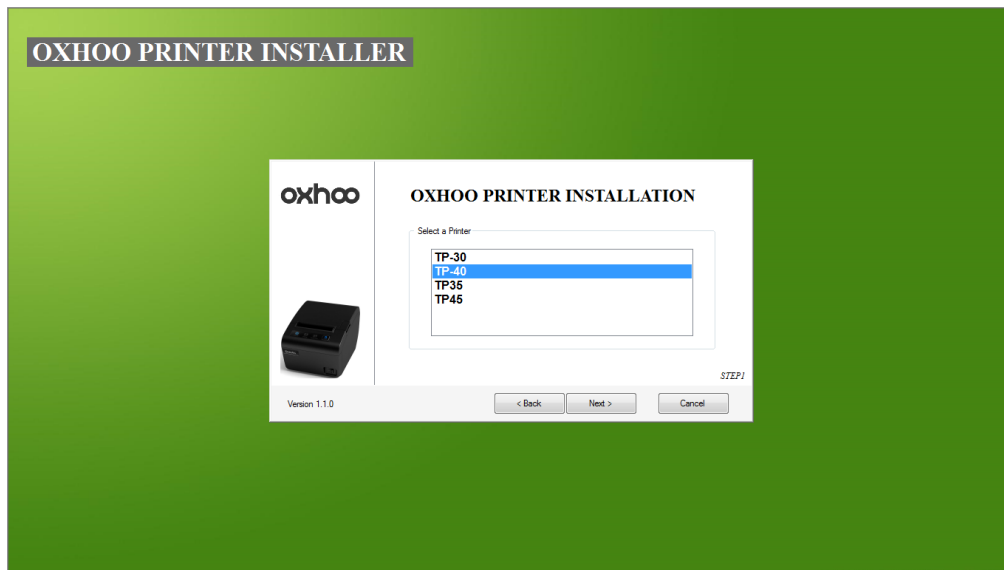 OXHOO PRINTER INSTALLER
oxhoo
OXHOO PRINTER INSTALLATION
Select a Printer
TP-30
TP-40
TP35
TP45
STEP1
Version 1.1.0
< Back
Next >
Cancel